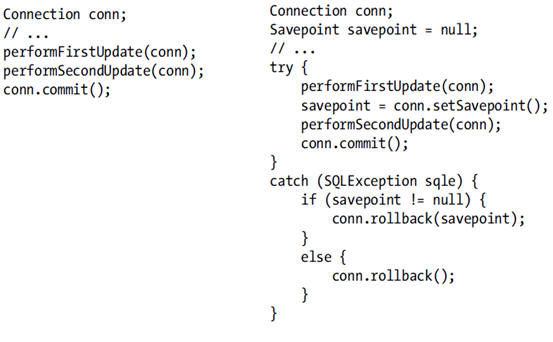 Connection conn;
// ...
performFirstUpdate(conn);
performSecondUpdate(conn);
conn.commit();
Connection conn;
Savepoint savepoint = null;
// ...
try {
    performFirstUpdate(conn);
    savepoint = conn.setSavepoint();
    performSecondUpdate(conn);
    conn.commit();
}
catch (SQLException sqle) {
    if (savepoint != null) {
        conn.rollback(savepoint);
    }
    else {
        conn.rollback();
    }
}